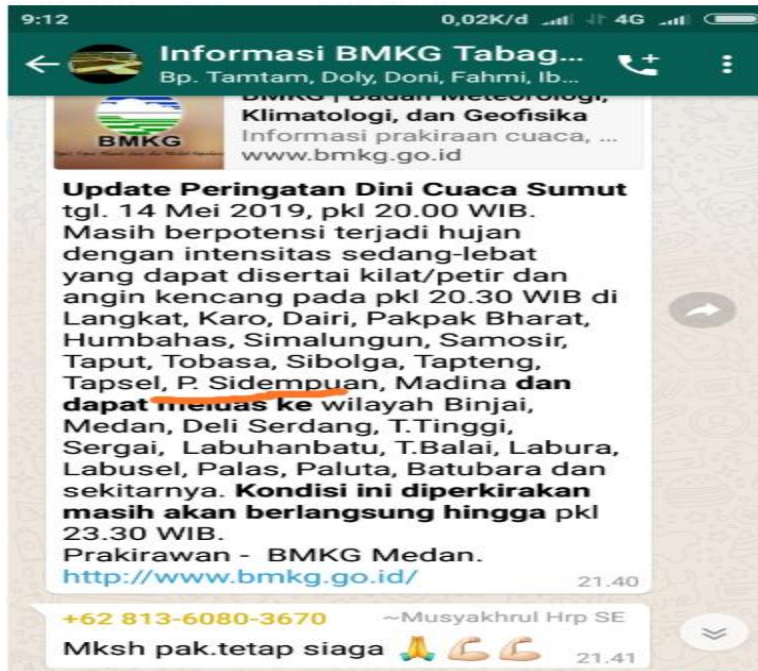 9:12 0,02K/d 4G
Informasi BMKG Tabag...
Bp. Tamtam, Doly, Doni, Fahmi, Ib...
BMKG | Badan Meteorologi,
Klimatologi, dan Geofisika
Informasi prakiraan cuaca, ...
www.bmkg.go.id
BMKG
Update Peringatan Dini Cuaca Sumut
tgl. 14 Mei 2019, pkl 20.00 WIB.
Masih berpotensi terjadi hujan
dengan intensitas sedang-lebat
yang dapat disertai kilat/petir dan
angin kencang pada pkl 20.30 WIB di
Langkat, Karo, Dairi, Pakpak Bharat,
Humbahas, Simalungun, Samosir,
Taput, Tobasa, Sibolga, Tapteng,
Tapsel, P. Sidempuan, Madina dan
dapat meluas ke wilayah Binjai,
Medan, Deli Serdang, T.Tinggi,
Sergai, Labuhanbatu, T.Balai, Labura,
Labusel, Palas, Paluta, Batubara dan
sekitarnya. Kondisi ini diperkirakan
masih akan berlangsung hingga pkl
23.30 WIB.
Prakirawan - BMKG Medan.
http://www.bmkg.go.id/ 21.40
+62 813-6080-3670 ~Musyakhrul Hrp SE
Mksh pak.tetap siaga 🙏💪💪 21.41